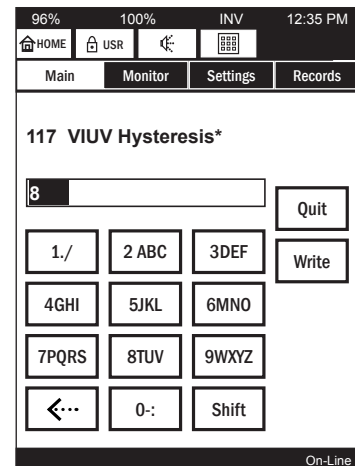 96% 100% INV 12:35 PM
HOME USR
Main Monitor Settings Records
117 VIUV Hysteresis*
8
Quit
1./ 2 ABC 3DEF
Write
4GHI 5JKL 6MNO
7PQRS 8TUV 9WXYZ
0-: Shift
On-Line